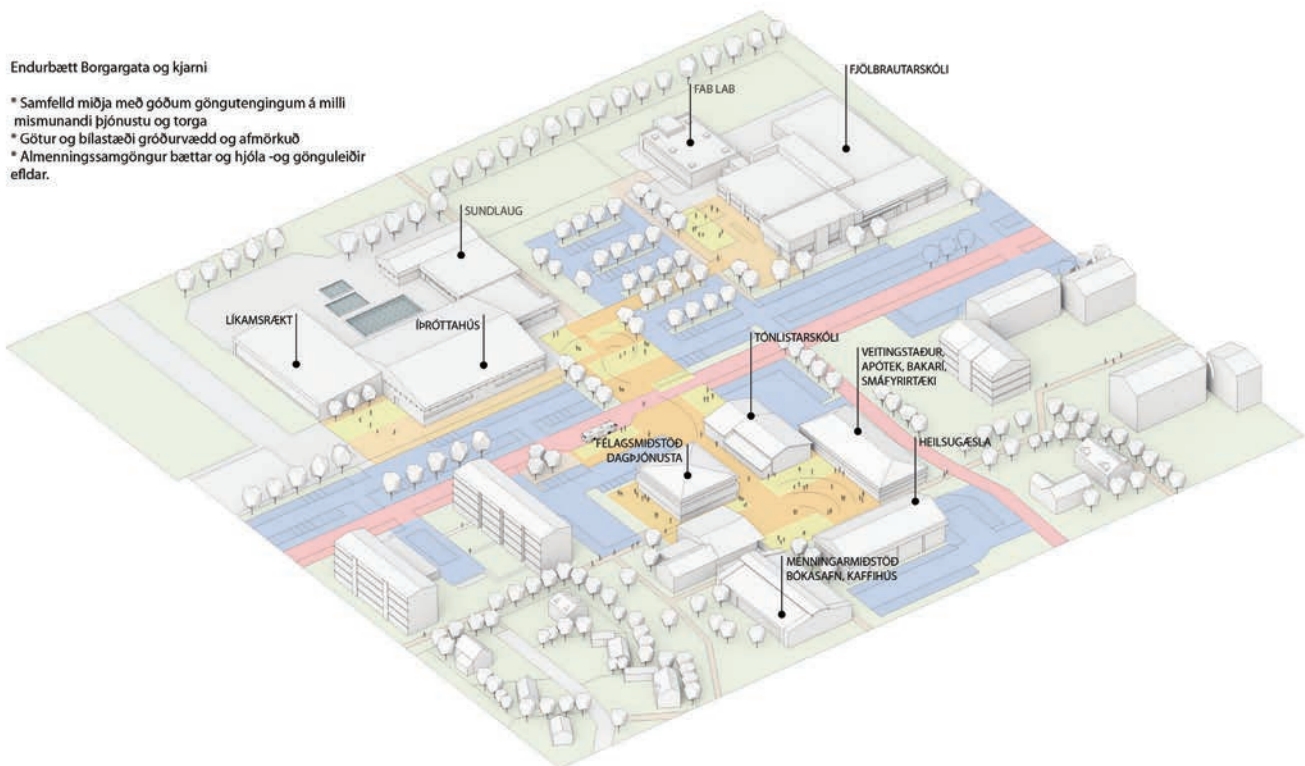 Endurbætt Borgargata og kjarni
* Samfelld miðja með góðum göngutengingum á milli
mismunandi þjónustu og torga
* Götur og bílastæði gróðurvædd og afmörkuð
* Almenningssamgöngur bættar og hjóla -og gönguleiðir
efldar.
FJÖLBRAUTARSKÓLI
FAB LAB
SUNDLAUG
LÍKAMSRÆKT
ÍÞRÓTTAHÚS
TÓNLISTARSKÓLI
VEITINGSTAÐUR,
APÓTEK, BAKARÍ,
SMÁFYRIRTÆKI
FÉLAGSMIÐSTÖÐ
DAGÞJÓNUSTA
HEILSUGÆSLA
MENNINGARMIÐSTÖÐ
BÓKASAFN, KAFFIHÚS